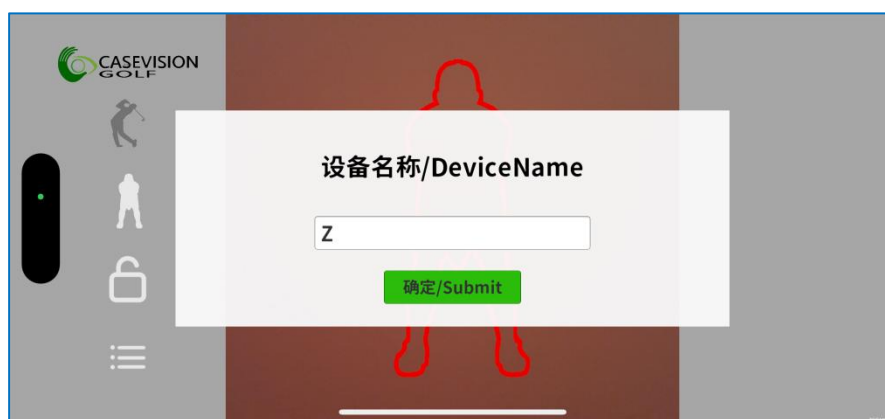 CASEVISION
GOLF
设备名称/DeviceName
Z
确定/Submit